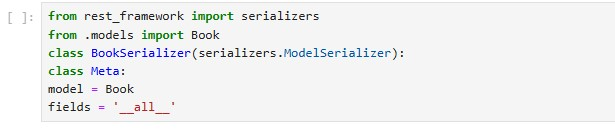 [ ]: from rest_framework import serializers
from .models import Book
class BookSerializer(serializers.ModelSerializer):
class Meta:
model = Book
fields = '__all__'